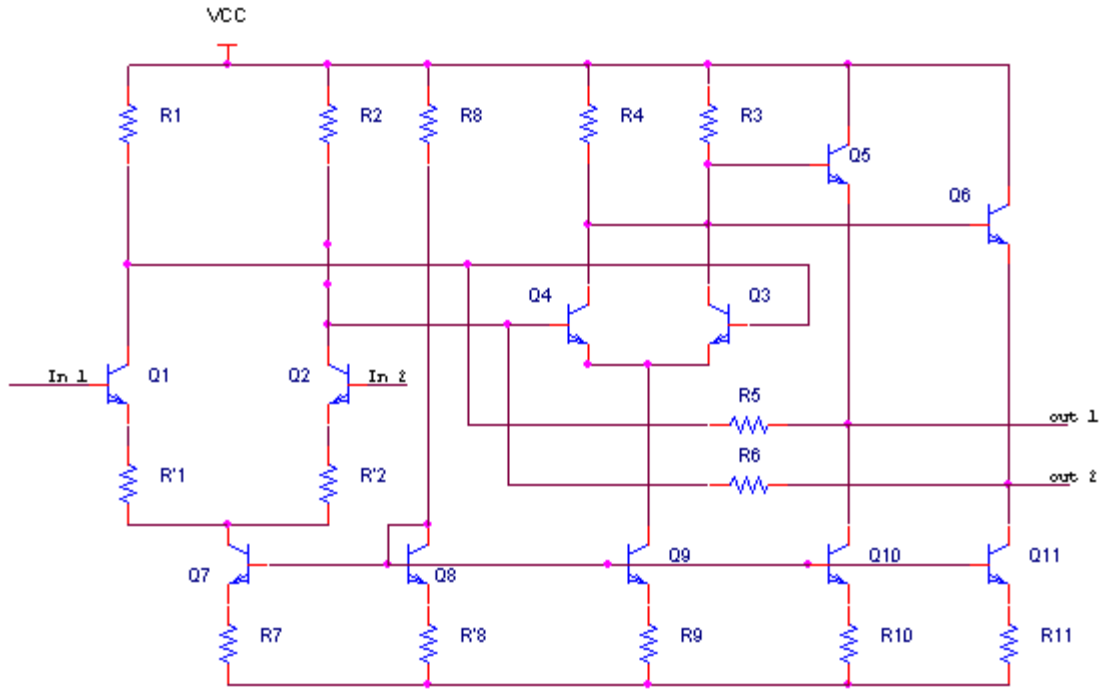 VCC
R1 R2 R8 R4 R3
Q5
Q6
Q4 Q3
In 1 Q1 Q2 In 2
R5 out 1
R6
R'1 R'2 out 2
Q7 Q8 Q9 Q10 Q11
R7 R'8 R9 R10 R11